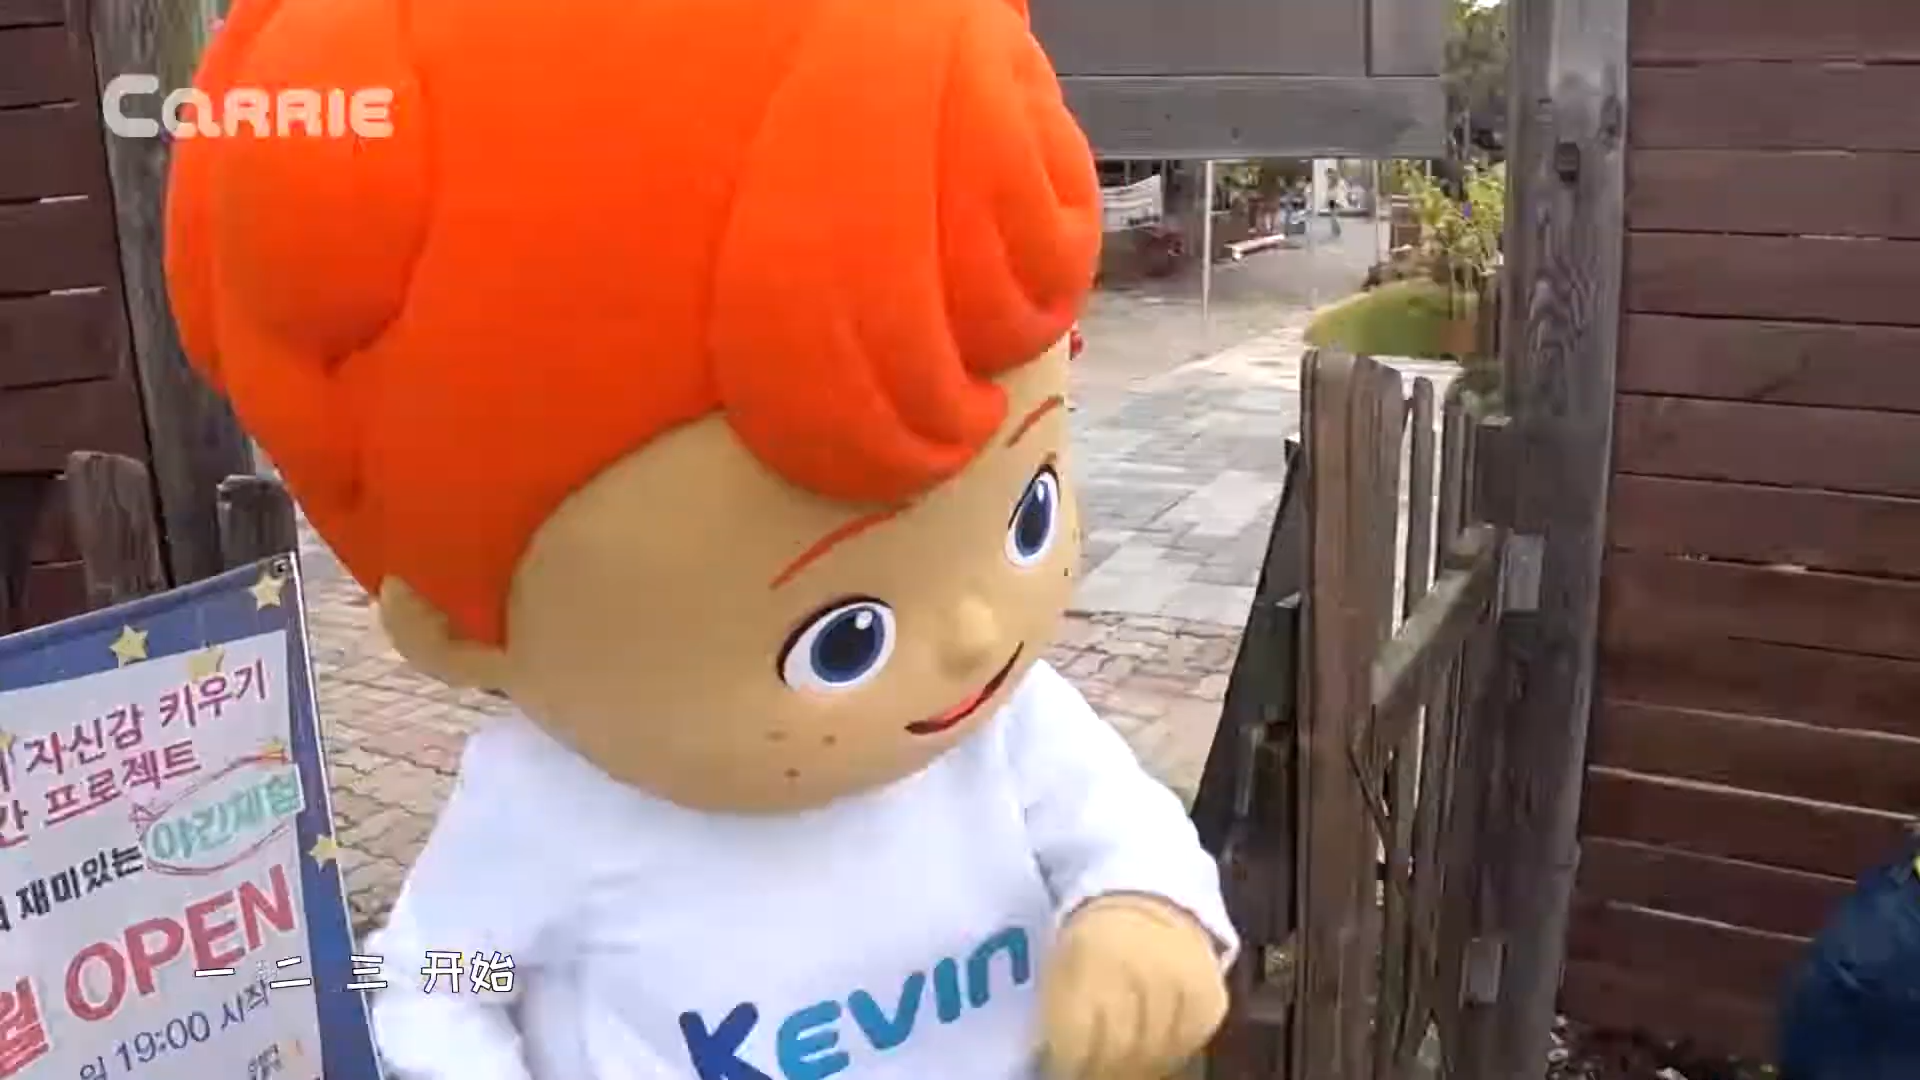 CARRIE
자신감 키우기
프로젝트
재미있는 야간체험
OPEN
일 19:00 시작
KEVIN
一 二 三 开始